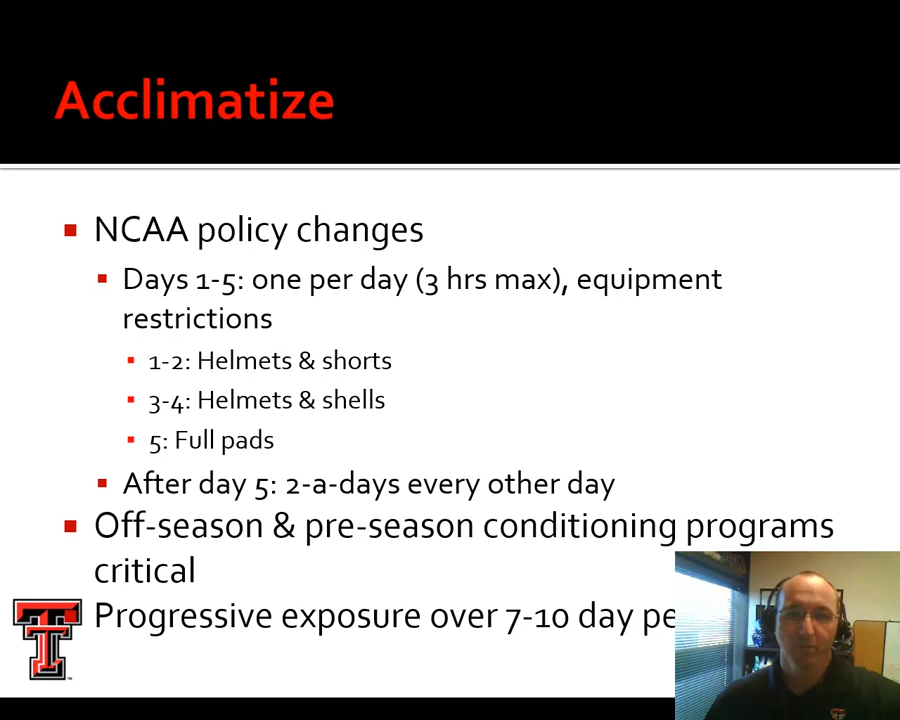 Acclimatize
NCAA policy changes
Days 1-5: one per day (3 hrs max), equipment
restrictions
1-2: Helmets & shorts
3-4: Helmets & shells
5: Full pads
After day 5: 2-a-days every other day
Off-season & pre-season conditioning programs
critical
Progressive exposure over 7-10 day